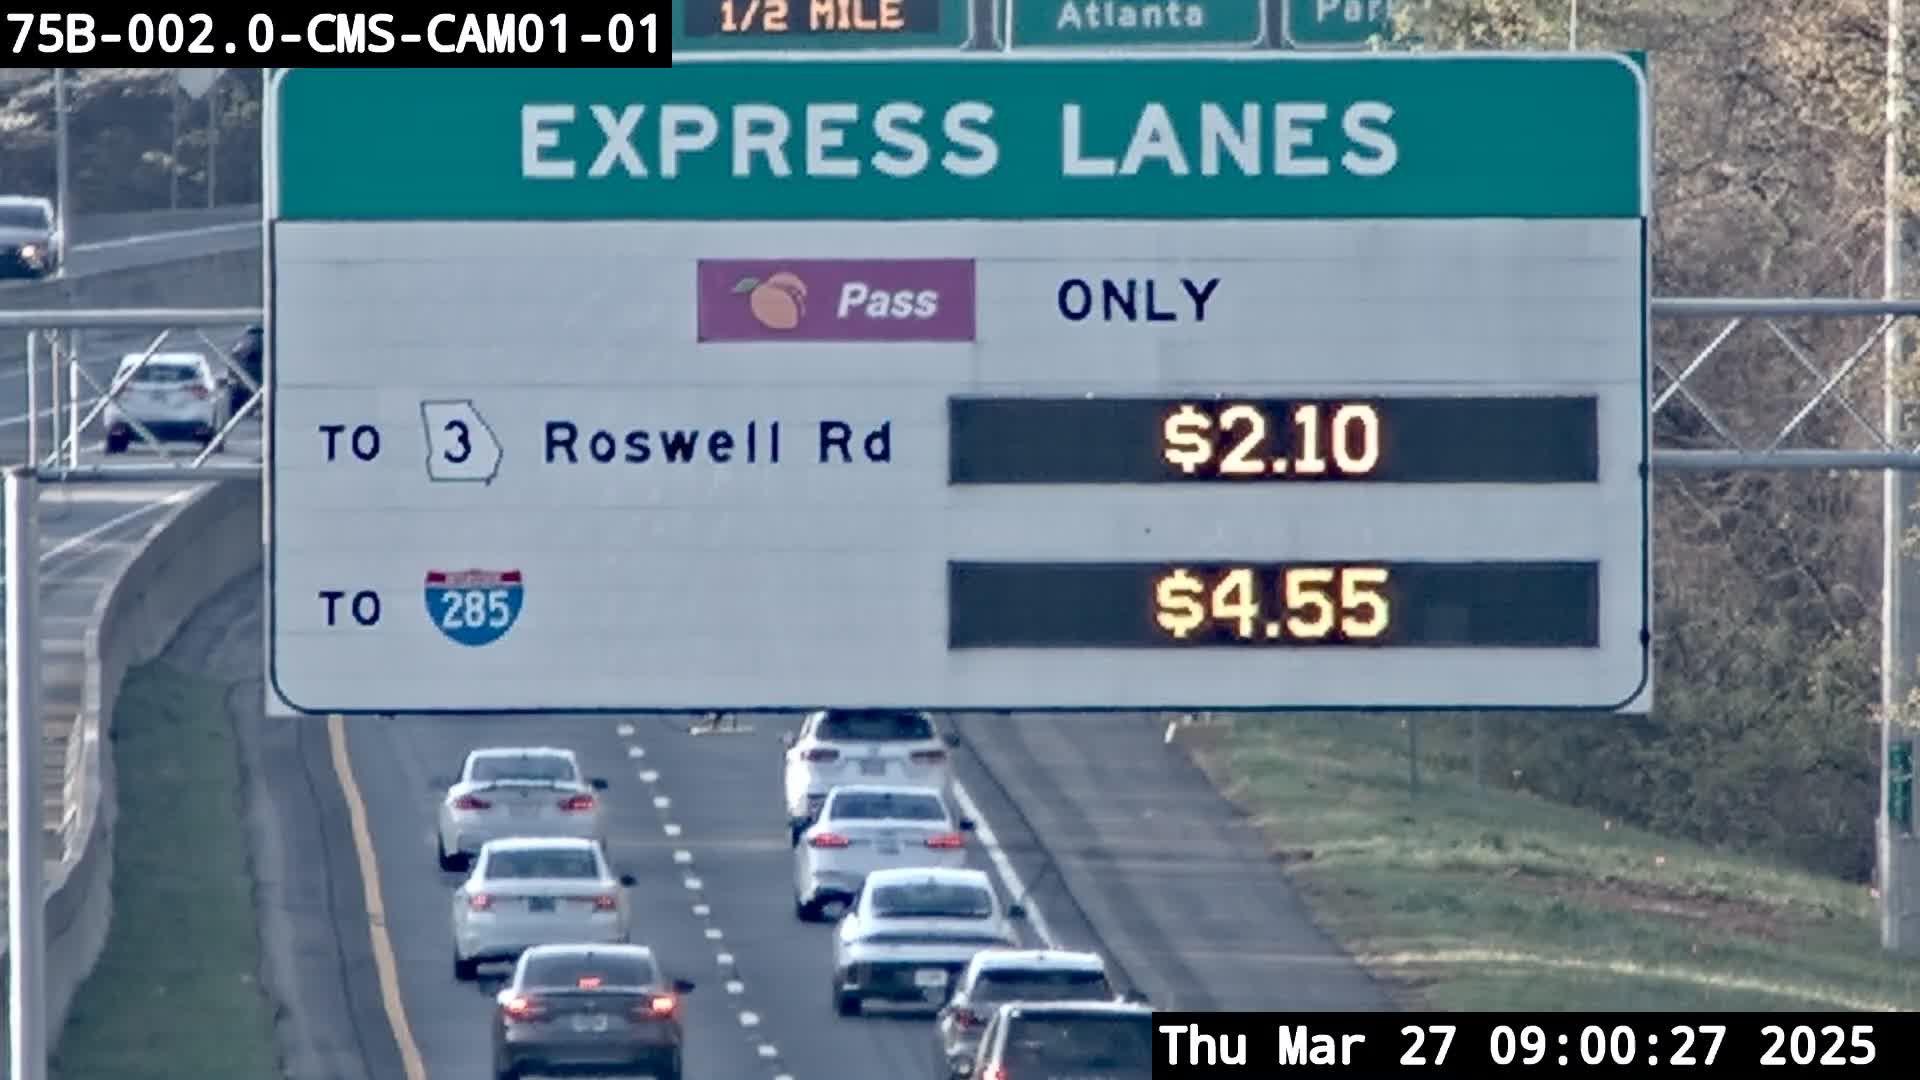 75B-002.0-CMS-CAM01-01
1/2 MILE
Atlanta
EXPRESS LANES
Pass ONLY
TO 3 Roswell Rd $2.10
TO 285 $4.55
Thu Mar 27 09:00:27 2025